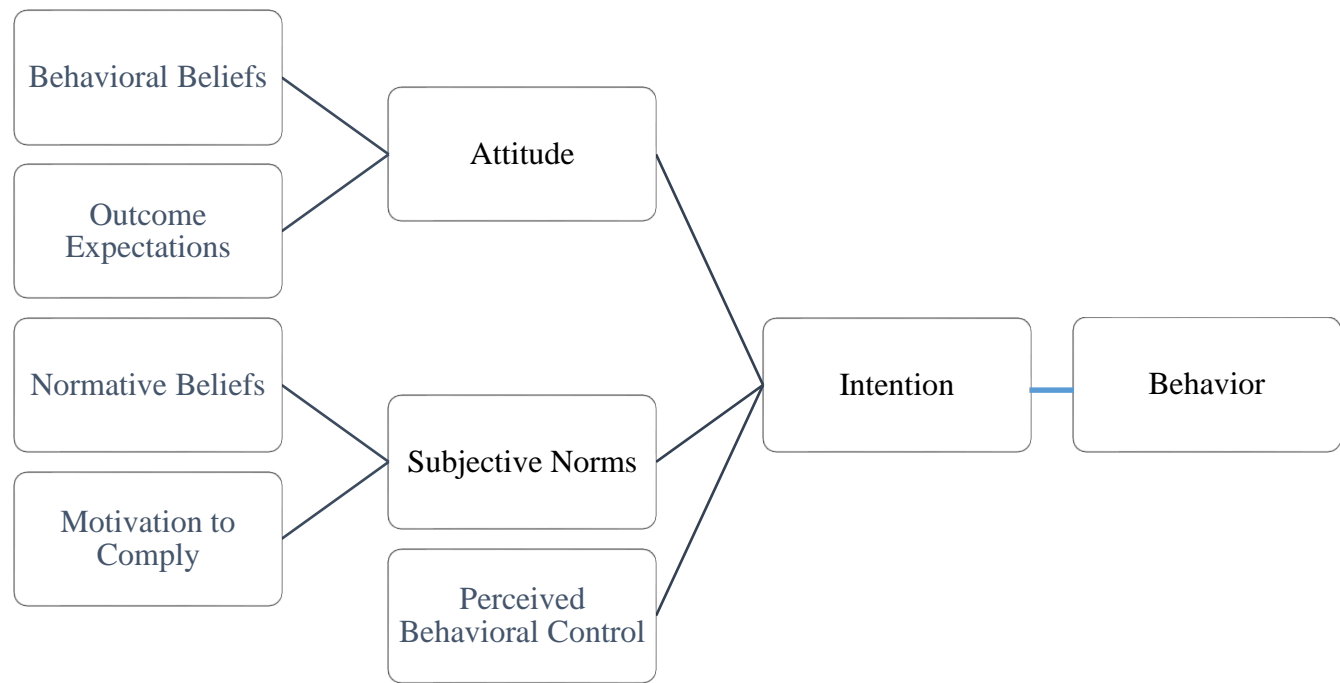 Behavioral Beliefs
Outcome
Expectations
Normative Beliefs
Motivation to
Comply
Attitude
Subjective Norms
Perceived
Behavioral Control
Intention
Behavior